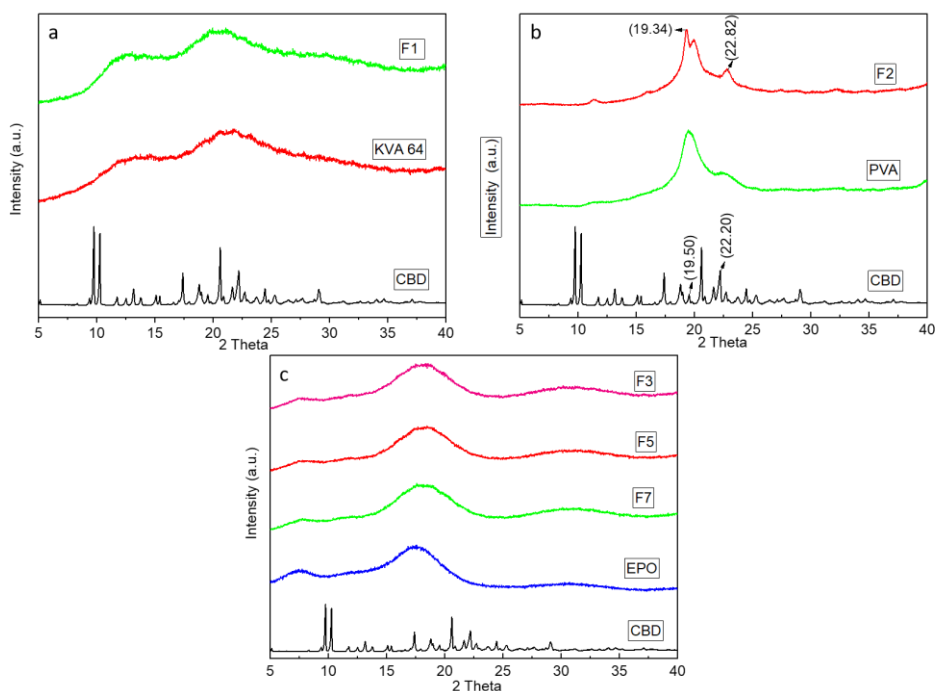 a
F1
KVA 64
CBD
Intensity (a.u.)
5 10 15 20 25 30 35 40
2 Theta
b
(19.34)
(22.82)
F2
PVA
(19.50)
(22.20)
CBD
Intensity (a.u.)
5 10 15 20 25 30 35 40
2 Theta
c
F3
F5
F7
EPO
CBD
Intensity (a.u.)
5 10 15 20 25 30 35 40
2 Theta